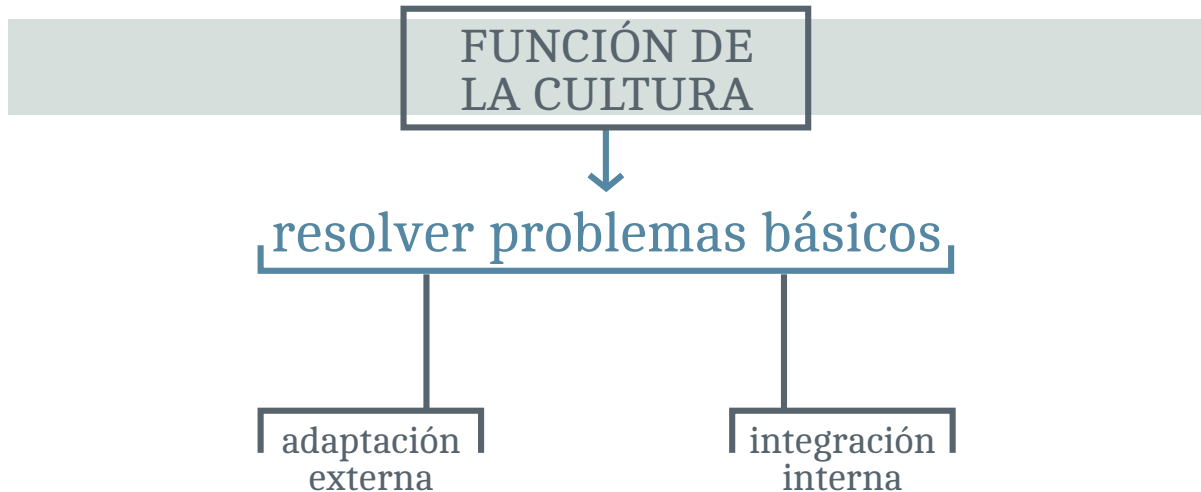 FUNCIÓN DE
LA CULTURA
resolver problemas básicos
adaptación
externa
integración
interna